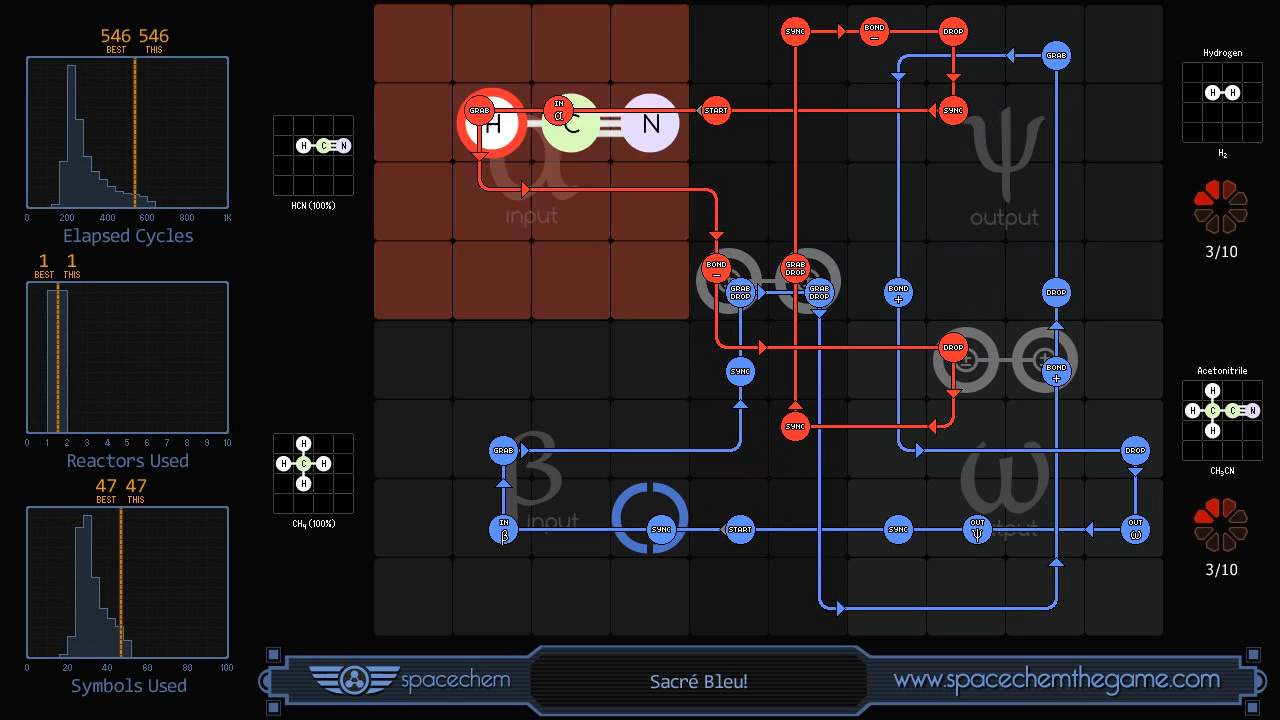 546 546
BEST THIS
0 200 400 600 800 1K
Elapsed Cycles
1 1
BEST THIS
0 1 2 3 4 5 6 7 8 9 10
Reactors Used
47 47
BEST THIS
0 20 40 60 80 100
Symbols Used
H C N
HCN (100%)
H
H C H
H
CH₄ (100%)
SYNC BOND – DROP
GRAB
GRAB H IN α C N START SYNC
α input
ψ output
BOND – GRAB DROP
GRAB DROP GRAB DROP BOND + DROP
DROP ± +
SYNC BOND +
SYNC
GRAB DROP
β input
ω output
IN β SYNC START SYNC OUT ψ OUT ω
Hydrogen
H H
H₂
3/10
Acetonitrile
H
H C C N
H
CH₃CN
3/10
spacechem
Sacré Bleu!
www.spacechemthegame.com